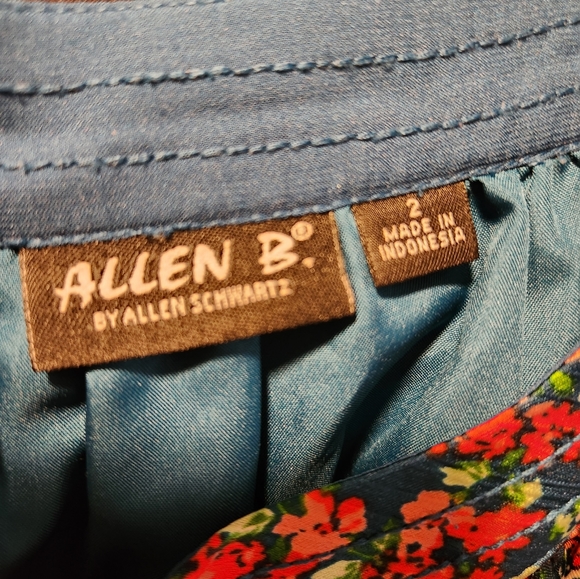 ALLEN B.®
BY ALLEN SCHWARTZ
2
MADE IN
INDONESIA